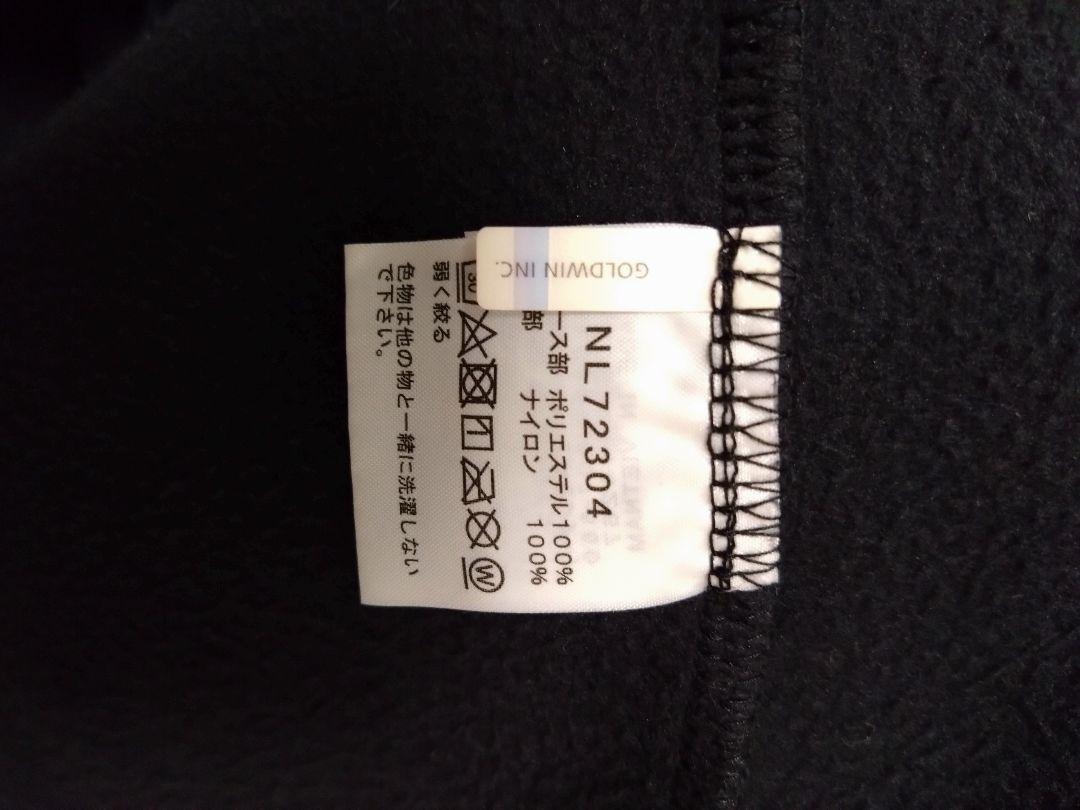 GOLDWIN INC.
NL72304
ース部 ポリエステル100%
部 ナイロン 100%
30
W
弱く絞る
色物は他の物と一緒に洗濯しない
で下さい。